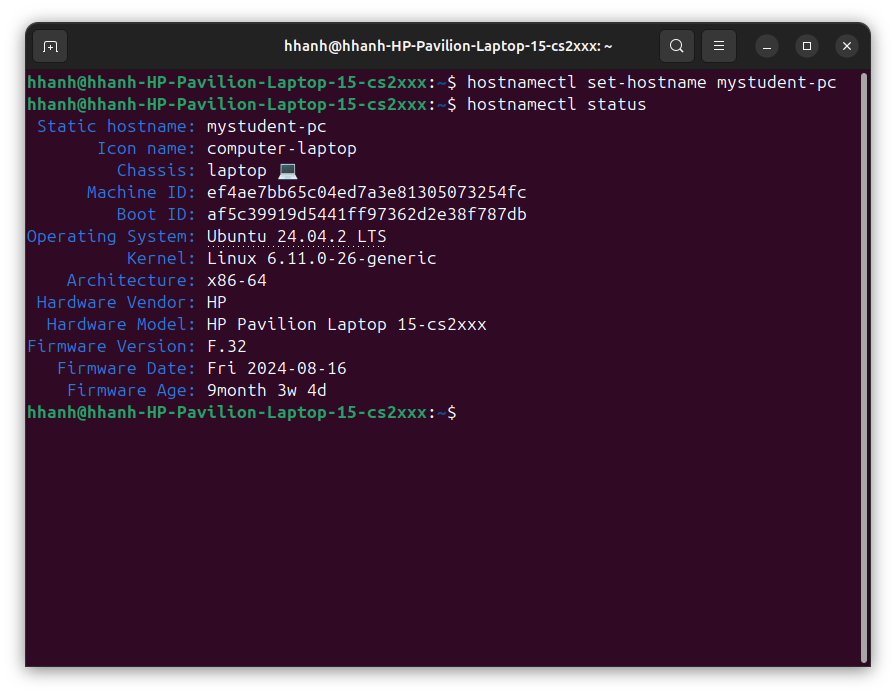 hhanh@hhanh-HP-Pavilion-Laptop-15-cs2xxx: ~
hhanh@hhanh-HP-Pavilion-Laptop-15-cs2xxx:~$ hostnamectl set-hostname mystudent-pc
hhanh@hhanh-HP-Pavilion-Laptop-15-cs2xxx:~$ hostnamectl status
Static hostname: mystudent-pc
Icon name: computer-laptop
Chassis: laptop 💻
Machine ID: ef4ae7bb65c04ed7a3e81305073254fc
Boot ID: af5c39919d5441ff97362d2e38f787db
Operating System: Ubuntu 24.04.2 LTS
Kernel: Linux 6.11.0-26-generic
Architecture: x86-64
Hardware Vendor: HP
Hardware Model: HP Pavilion Laptop 15-cs2xxx
Firmware Version: F.32
Firmware Date: Fri 2024-08-16
Firmware Age: 9month 3w 4d
hhanh@hhanh-HP-Pavilion-Laptop-15-cs2xxx:~$